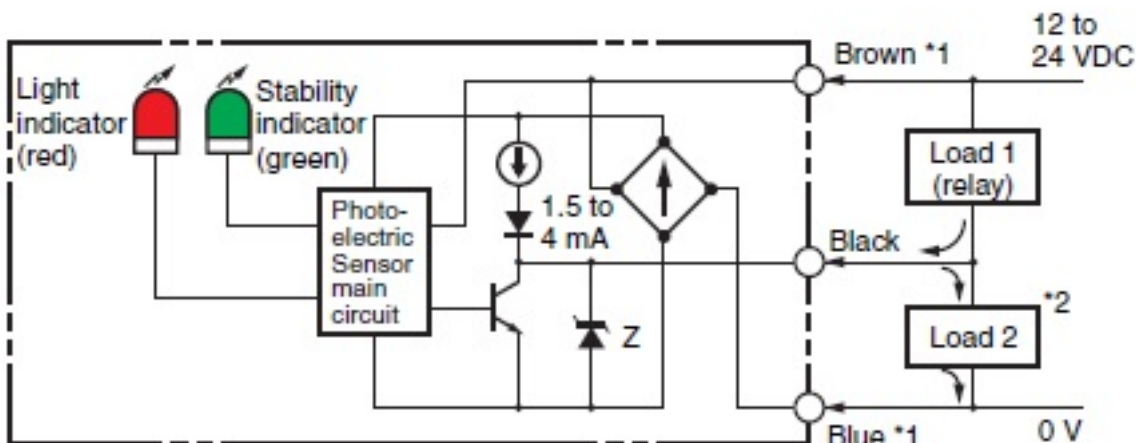 12 to
24 VDC
Brown *1
Light
indicator
(red)
Stability
indicator
(green)
Load 1
(relay)
1.5 to
4 mA
Photo-
electric
Sensor
main
circuit
Black
*2
Load 2
Z
Blue *1
0 V